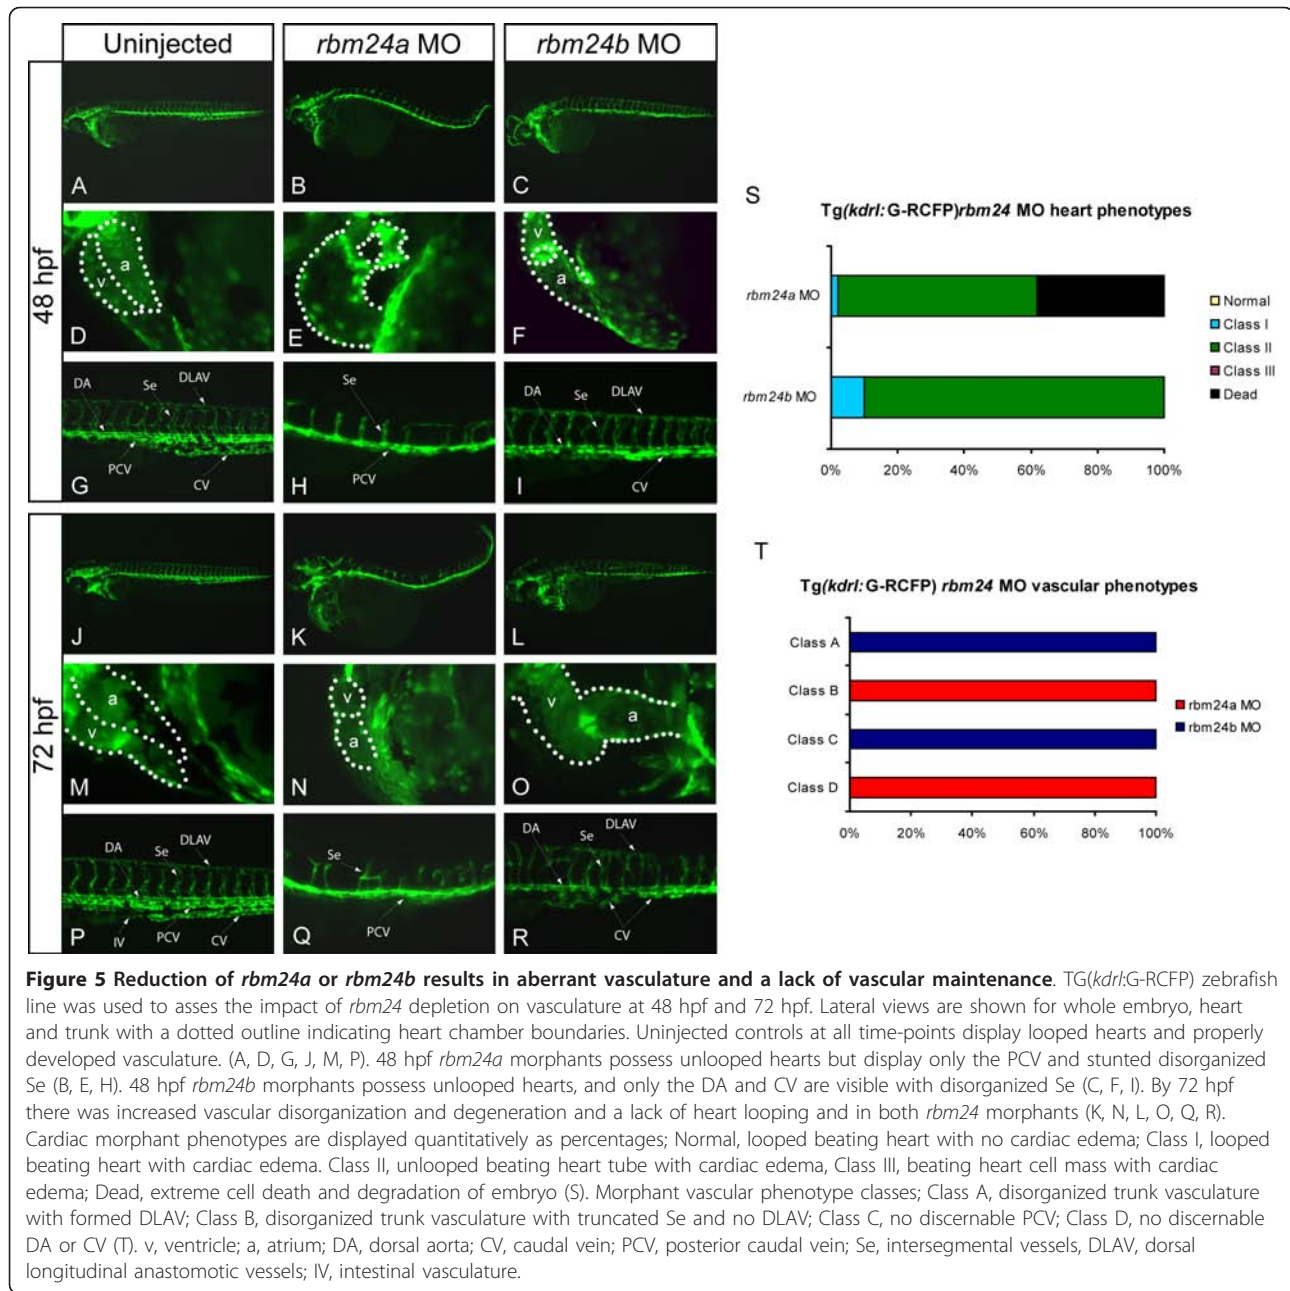 Uninjected
rbm24a MO
rbm24b MO
48 hpf
A
B
C
a
v
D
E
v
a
F
DA
Se
DLAV
PCV
CV
G
Se
PCV
H
DA
Se
DLAV
CV
I
72 hpf
J
K
L
a
v
M
v
a
N
v
a
O
DA
Se
DLAV
IV
PCV
CV
P
Se
PCV
Q
DA
Se
DLAV
CV
R
S
Tg(kdrl:G-RCFP)rbm24 MO heart phenotypes
rbm24a MO
rbm24b MO
0% 20% 40% 60% 80% 100%
Normal
Class I
Class II
Class III
Dead
T
Tg(kdrl:G-RCFP) rbm24 MO vascular phenotypes
Class A
Class B
Class C
Class D
0% 20% 40% 60% 80% 100%
rbm24a MO
rbm24b MO
Figure 5 Reduction of rbm24a or rbm24b results in aberrant vasculature and a lack of vascular maintenance. TG(kdrl:G-RCFP) zebrafish
line was used to asses the impact of rbm24 depletion on vasculature at 48 hpf and 72 hpf. Lateral views are shown for whole embryo, heart
and trunk with a dotted outline indicating heart chamber boundaries. Uninjected controls at all time-points display looped hearts and properly
developed vasculature. (A, D, G, J, M, P). 48 hpf rbm24a morphants possess unlooped hearts but display only the PCV and stunted disorganized
Se (B, E, H). 48 hpf rbm24b morphants possess unlooped hearts, and only the DA and CV are visible with disorganized Se (C, F, I). By 72 hpf
there was increased vascular disorganization and degeneration and a lack of heart looping and in both rbm24 morphants (K, N, L, O, Q, R).
Cardiac morphant phenotypes are displayed quantitatively as percentages; Normal, looped beating heart with no cardiac edema; Class I, looped
beating heart with cardiac edema. Class II, unlooped beating heart tube with cardiac edema, Class III, beating heart cell mass with cardiac
edema; Dead, extreme cell death and degradation of embryo (S). Morphant vascular phenotype classes; Class A, disorganized trunk vasculature
with formed DLAV; Class B, disorganized trunk vasculature with truncated Se and no DLAV; Class C, no discernable PCV; Class D, no discernable
DA or CV (T). v, ventricle; a, atrium; DA, dorsal aorta; CV, caudal vein; PCV, posterior caudal vein; Se, intersegmental vessels, DLAV, dorsal
longitudinal anastomotic vessels; IV, intestinal vasculature.